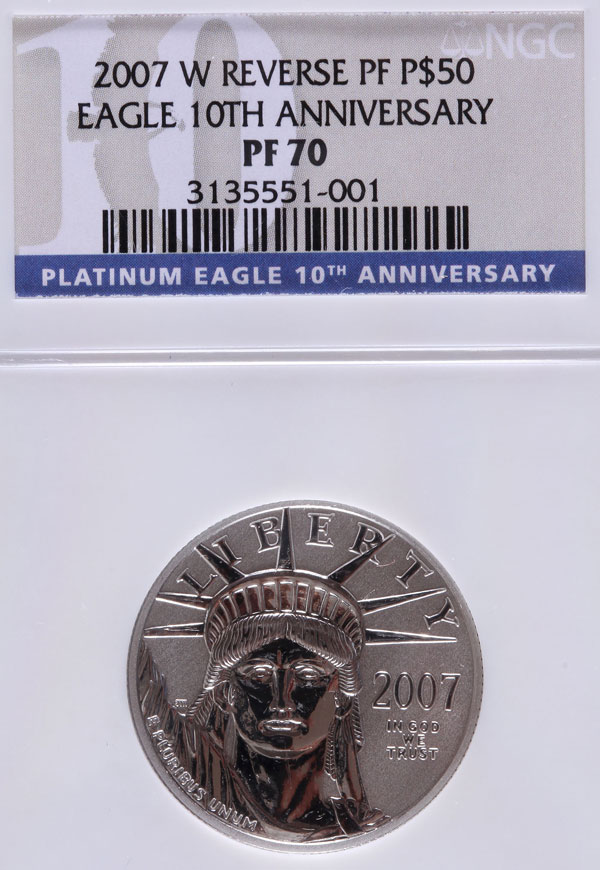 10
NGC
2007 W REVERSE PF P$50
EAGLE 10TH ANNIVERSARY
PF 70
3135551-001
PLATINUM EAGLE 10TH ANNIVERSARY
LIBERTY
2007
IN GOD
WE
TRUST
E PLURIBUS UNUM